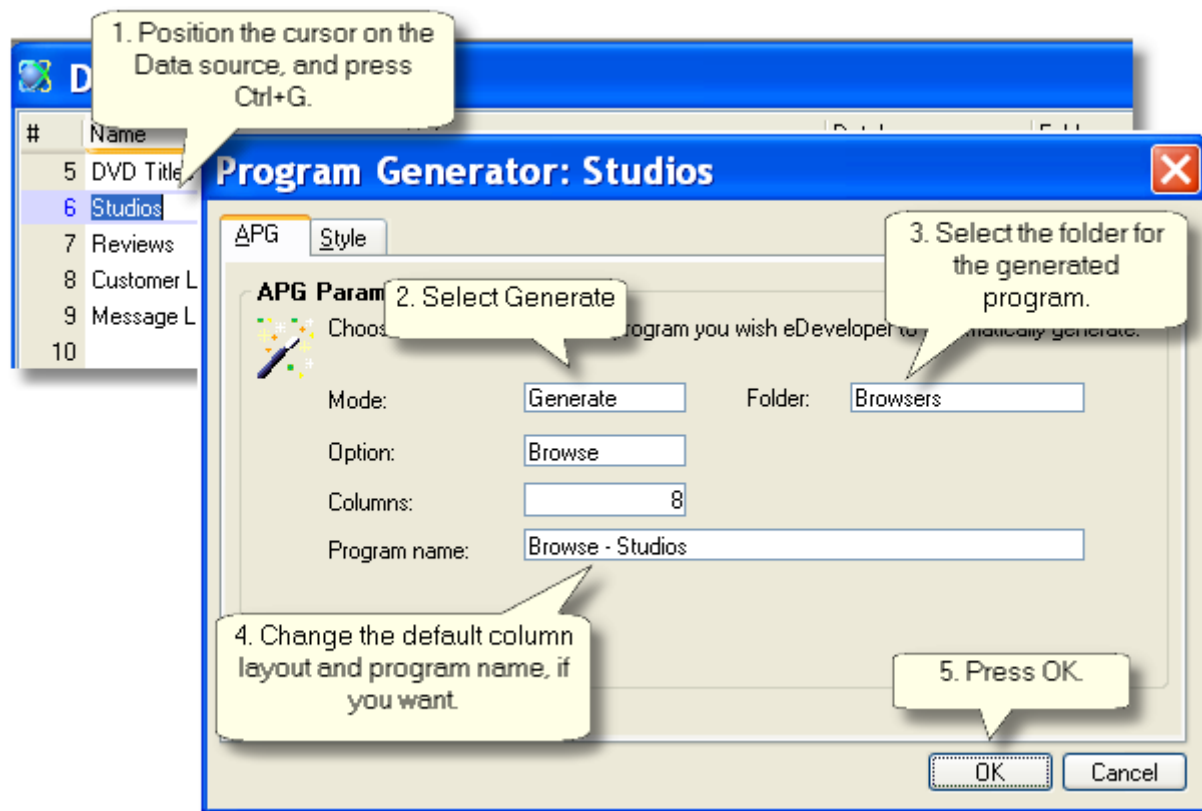 1. Position the cursor on the
Data source, and press
Ctrl+G.
D
# Name
5 DVD Titles
6 Studios
7 Reviews
8 Customer L
9 Message L
10
Program Generator: Studios
APG Style
3. Select the folder for
the generated
program.
APG Param
2. Select Generate
Choos program you wish eDeveloper to matically generate.
Mode: Generate Folder: Browsers
Option: Browse
Columns: 8
Program name: Browse - Studios
4. Change the default column
layout and program name, if
you want.
5. Press OK.
OK Cancel